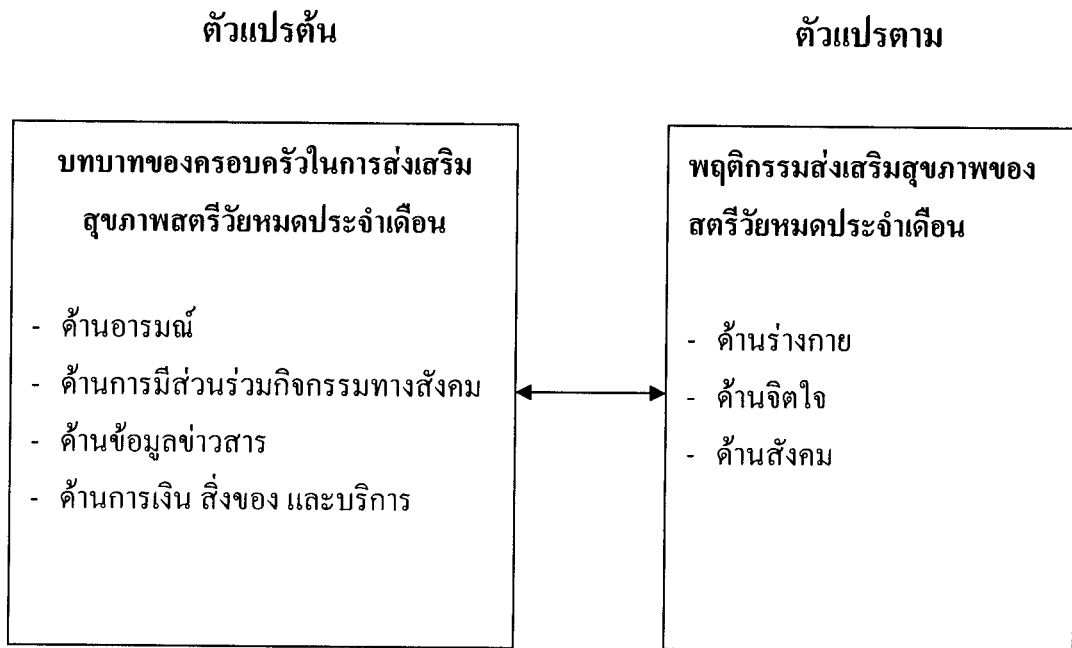 ตัวแปรต้น
ตัวแปรตาม
บทบาทของครอบครัวในการส่งเสริม
สุขภาพสตรีวัยหมดประจำเดือน
- ด้านอารมณ์
- ด้านการมีส่วนร่วมกิจกรรมทางสังคม
- ด้านข้อมูลข่าวสาร
- ด้านการเงิน สิ่งของ และบริการ
พฤติกรรมส่งเสริมสุขภาพของ
สตรีวัยหมดประจำเดือน
- ด้านร่างกาย
- ด้านจิตใจ
- ด้านสังคม